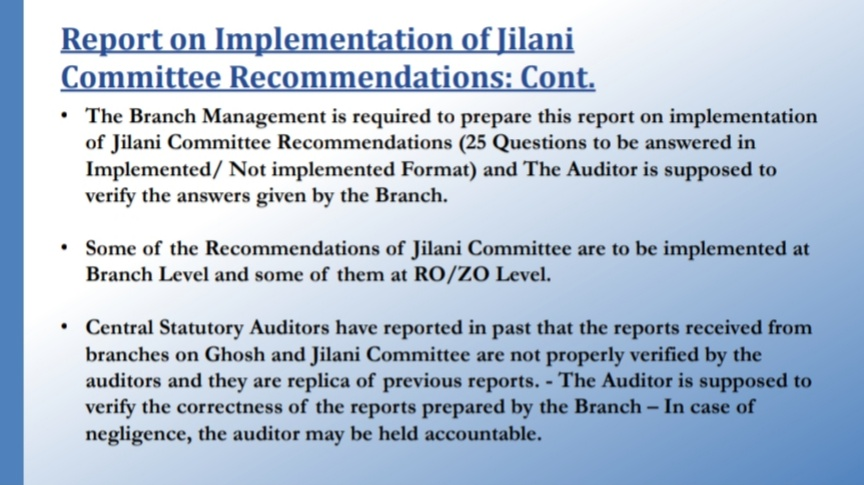 Report on Implementation of Jilani
Committee Recommendations: Cont.
• The Branch Management is required to prepare this report on implementation
of Jilani Committee Recommendations (25 Questions to be answered in
Implemented/ Not implemented Format) and The Auditor is supposed to
verify the answers given by the Branch.
• Some of the Recommendations of Jilani Committee are to be implemented at
Branch Level and some of them at RO/ZO Level.
• Central Statutory Auditors have reported in past that the reports received from
branches on Ghosh and Jilani Committee are not properly verified by the
auditors and they are replica of previous reports. - The Auditor is supposed to
verify the correctness of the reports prepared by the Branch – In case of
negligence, the auditor may be held accountable.